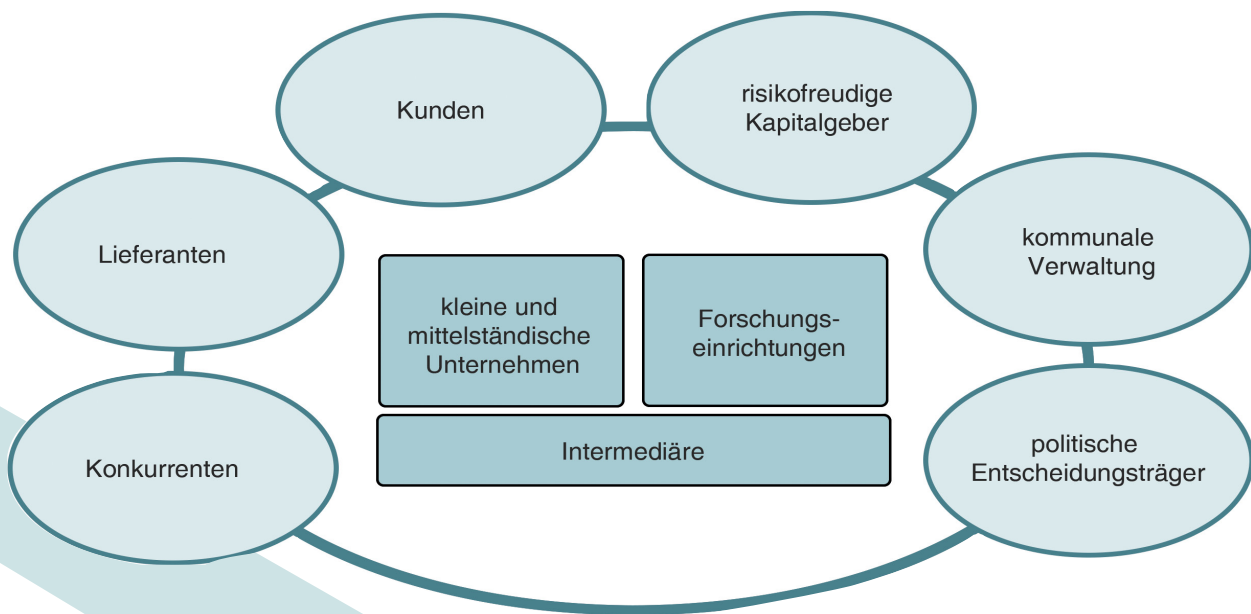 Kunden
risikofreudige
Kapitalgeber
Lieferanten
kommunale
Verwaltung
kleine und
mittelständische
Unternehmen
Forschungs-
einrichtungen
Intermediäre
Konkurrenten
politische
Entscheidungsträger